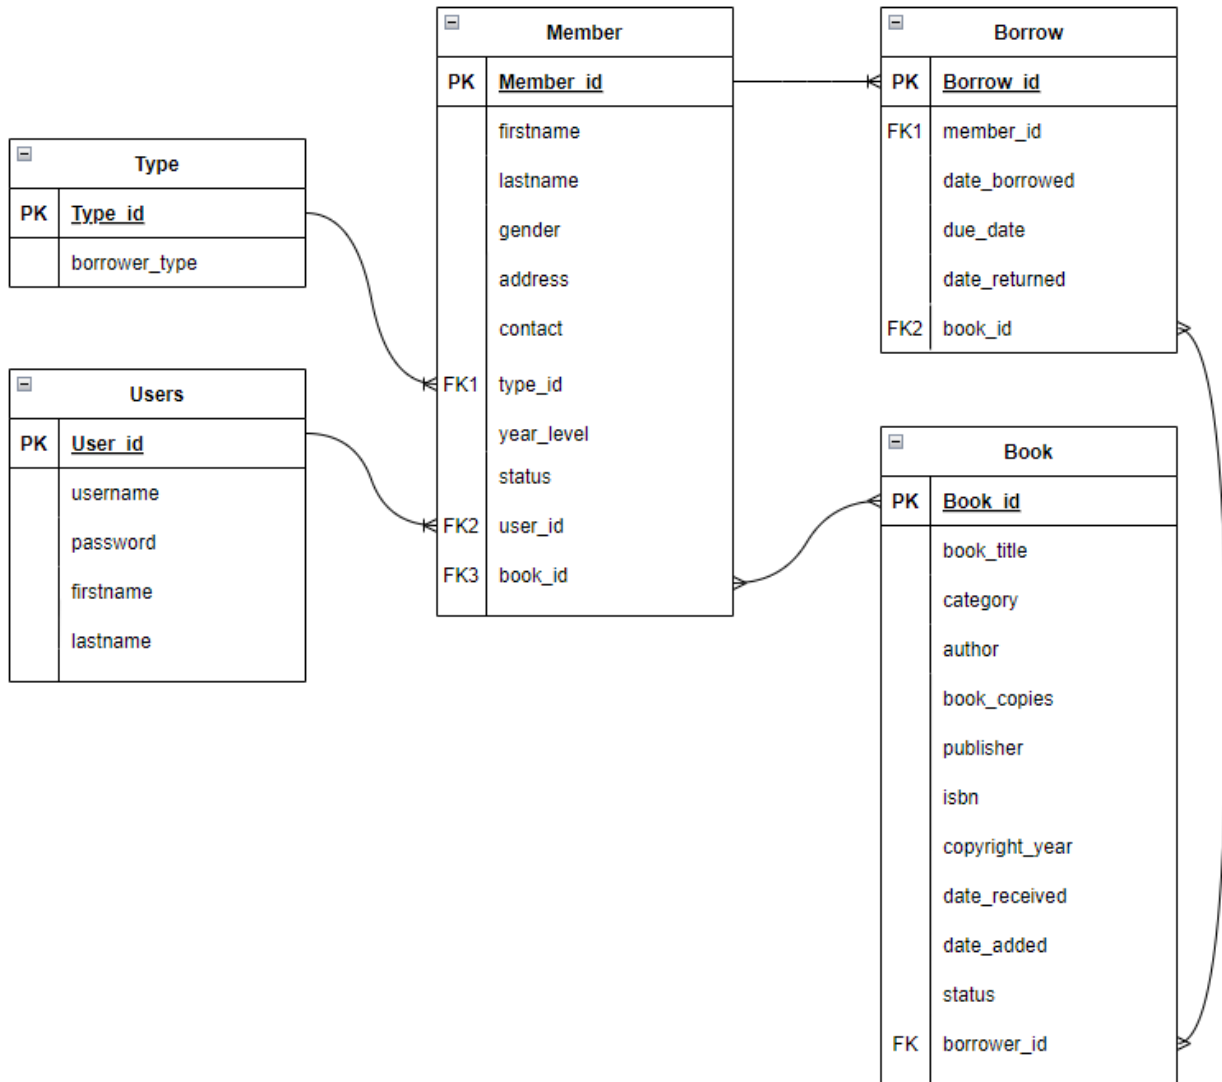 Type
PK Type_id
borrower_type
Users
PK User_id
username
password
firstname
lastname
Member
PK Member_id
firstname
lastname
gender
address
contact
FK1 type_id
year_level
status
FK2 user_id
FK3 book_id
Borrow
PK Borrow_id
FK1 member_id
date_borrowed
due_date
date_returned
FK2 book_id
Book
PK Book_id
book_title
category
author
book_copies
publisher
isbn
copyright_year
date_received
date_added
status
FK borrower_id